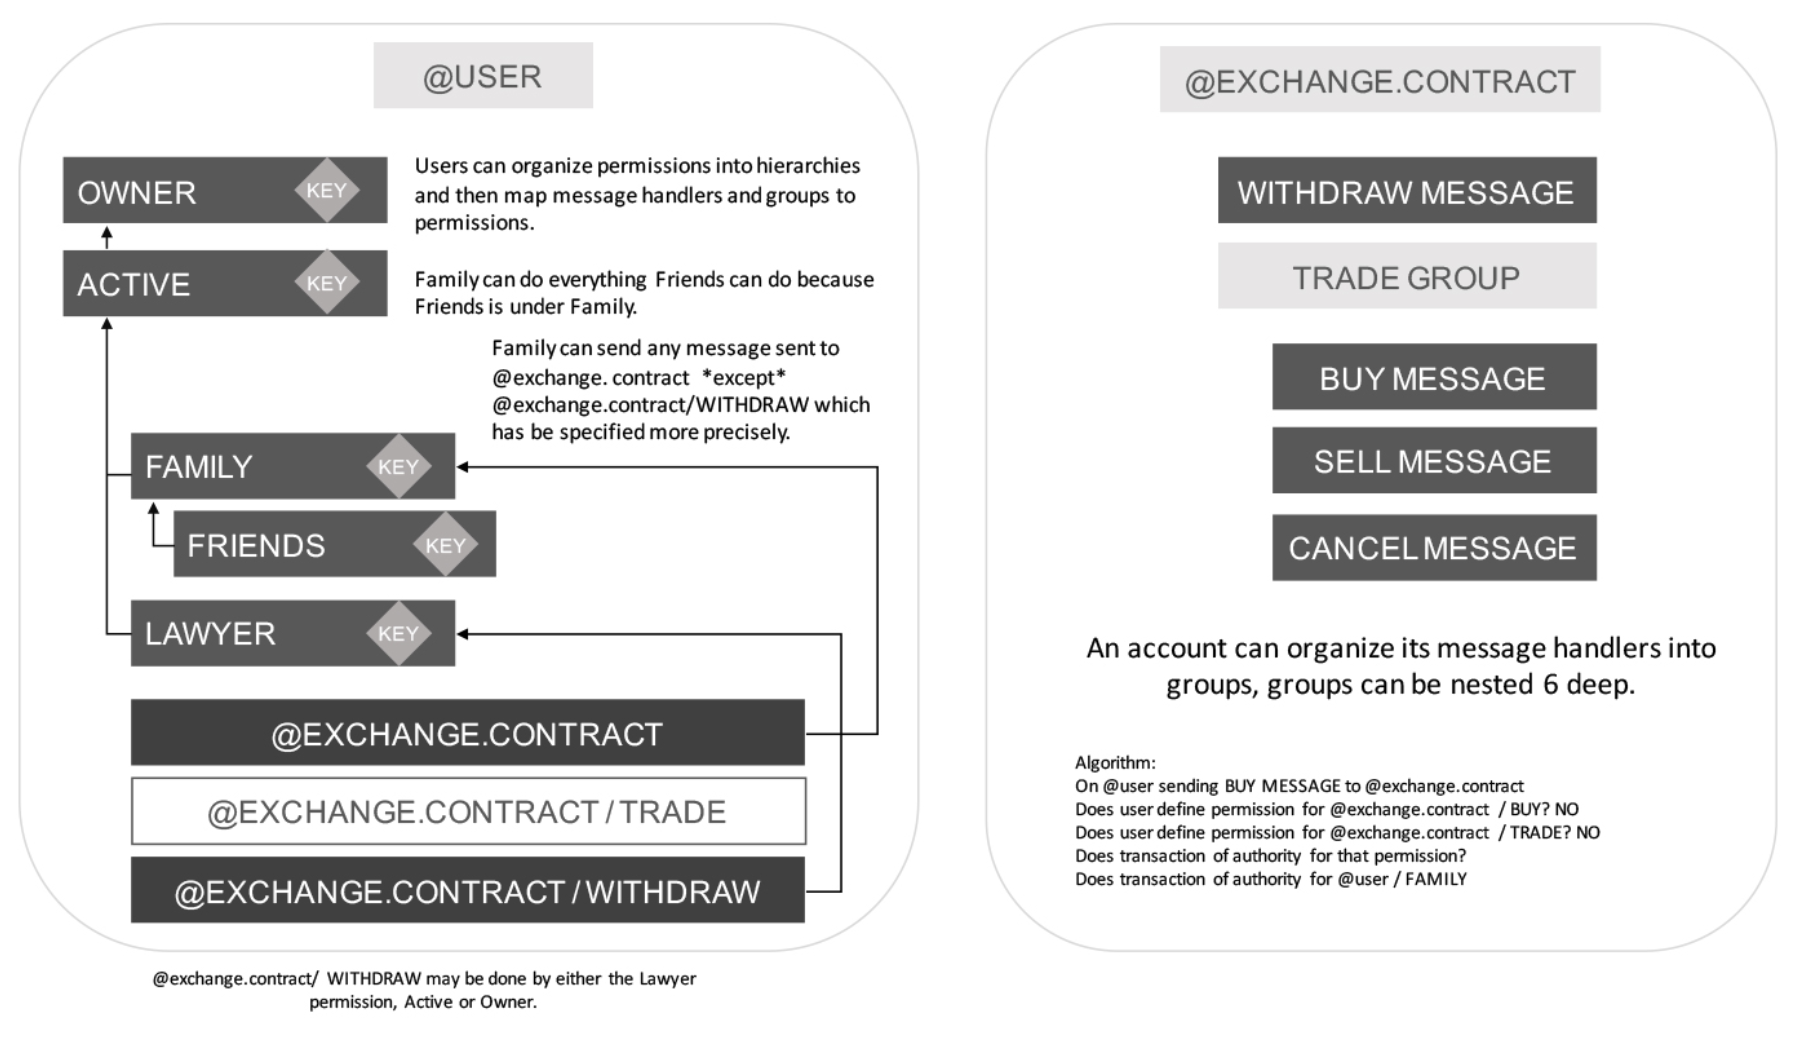 @USER
OWNER
KEY
Users can organize permissions into hierarchies
and then map message handlers and groups to
permissions.
ACTIVE
KEY
Family can do everything Friends can do because
Friends is under Family.
Family can send any message sent to
@exchange. contract *except*
@exchange.contract/WITHDRAW which
has be specified more precisely.
FAMILY
KEY
FRIENDS
KEY
LAWYER
KEY
@EXCHANGE.CONTRACT
@EXCHANGE.CONTRACT / TRADE
@EXCHANGE.CONTRACT / WITHDRAW
@exchange.contract/ WITHDRAW may be done by either the Lawyer
permission, Active or Owner.
@EXCHANGE.CONTRACT
WITHDRAW MESSAGE
TRADE GROUP
BUY MESSAGE
SELL MESSAGE
CANCEL MESSAGE
An account can organize its message handlers into
groups, groups can be nested 6 deep.
Algorithm:
On @user sending BUY MESSAGE to @exchange.contract
Does user define permission for @exchange.contract / BUY? NO
Does user define permission for @exchange.contract / TRADE? NO
Does transaction of authority for that permission?
Does transaction of authority for @user / FAMILY